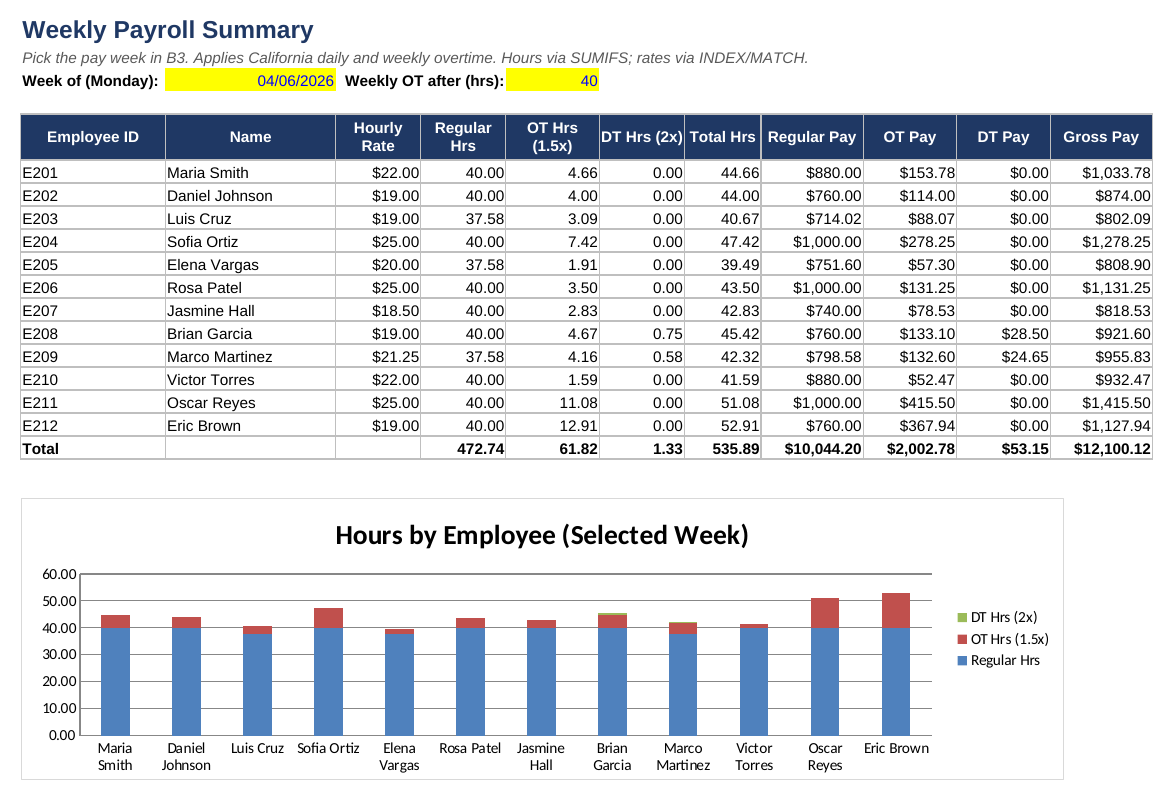 Weekly Payroll Summary
Pick the pay week in B3. Applies California daily and weekly overtime. Hours via SUMIFS; rates via INDEX/MATCH.
Week of (Monday): 04/06/2026 Weekly OT after (hrs): 40
Employee ID Name Hourly Rate Regular Hrs OT Hrs (1.5x) DT Hrs (2x) Total Hrs Regular Pay OT Pay DT Pay Gross Pay
E201 Maria Smith $22.00 40.00 4.66 0.00 44.66 $880.00 $153.78 $0.00 $1,033.78
E202 Daniel Johnson $19.00 40.00 4.00 0.00 44.00 $760.00 $114.00 $0.00 $874.00
E203 Luis Cruz $19.00 37.58 3.09 0.00 40.67 $714.02 $88.07 $0.00 $802.09
E204 Sofia Ortiz $25.00 40.00 7.42 0.00 47.42 $1,000.00 $278.25 $0.00 $1,278.25
E205 Elena Vargas $20.00 37.58 1.91 0.00 39.49 $751.60 $57.30 $0.00 $808.90
E206 Rosa Patel $25.00 40.00 3.50 0.00 43.50 $1,000.00 $131.25 $0.00 $1,131.25
E207 Jasmine Hall $18.50 40.00 2.83 0.00 42.83 $740.00 $78.53 $0.00 $818.53
E208 Brian Garcia $19.00 40.00 4.67 0.75 45.42 $760.00 $133.10 $28.50 $921.60
E209 Marco Martinez $21.25 37.58 4.16 0.58 42.32 $798.58 $132.60 $24.65 $955.83
E210 Victor Torres $22.00 40.00 1.59 0.00 41.59 $880.00 $52.47 $0.00 $932.47
E211 Oscar Reyes $25.00 40.00 11.08 0.00 51.08 $1,000.00 $415.50 $0.00 $1,415.50
E212 Eric Brown $19.00 40.00 12.91 0.00 52.91 $760.00 $367.94 $0.00 $1,127.94
Total 472.74 61.82 1.33 535.89 $10,044.20 $2,002.78 $53.15 $12,100.12
Hours by Employee (Selected Week)
60.00
50.00
40.00
30.00
20.00
10.00
0.00
Maria Smith
Daniel Johnson
Luis Cruz
Sofia Ortiz
Elena Vargas
Rosa Patel
Jasmine Hall
Brian Garcia
Marco Martinez
Victor Torres
Oscar Reyes
Eric Brown
DT Hrs (2x)
OT Hrs (1.5x)
Regular Hrs